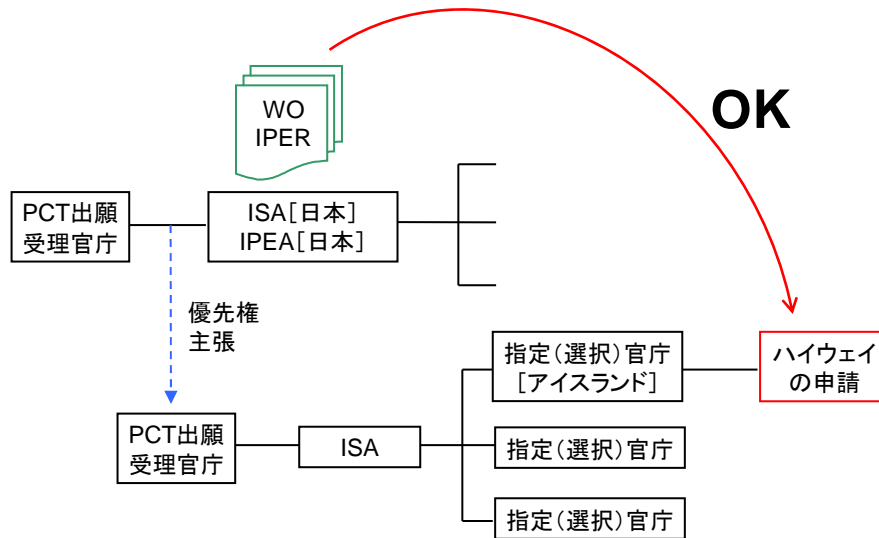 WO
IPER
OK
PCT出願
受理官庁
ISA[日本]
IPEA[日本]
優先権
主張
指定(選択)官庁
[アイスランド]
ハイウェイ
の申請
PCT出願
受理官庁
ISA
指定(選択)官庁
指定(選択)官庁